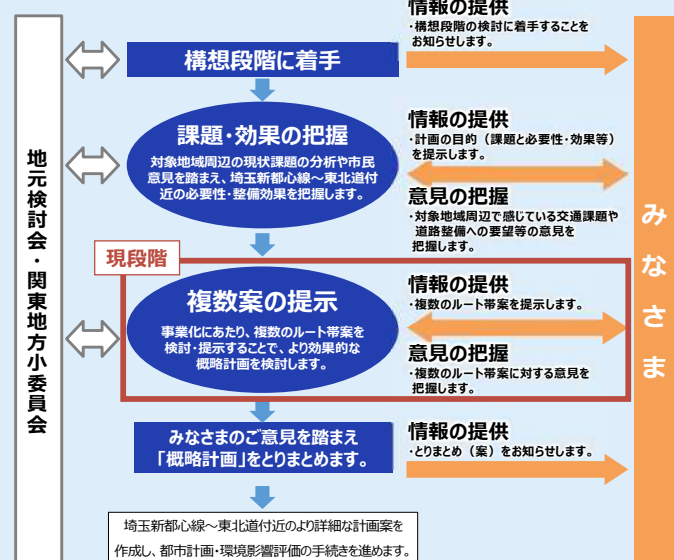 情報の提供
・構想段階の検討に着手することを
お知らせします。
構想段階に着手
課題・効果の把握
対象地域周辺の現状課題の分析や市民
意見を踏まえ、埼玉新都心線～東北道付
近の必要性・整備効果を把握します。
情報の提供
・計画の目的（課題と必要性・効果等）
を提示します。
意見の把握
・対象地域周辺で感じている交通課題や
道路整備への要望等の意見を
把握します。
現段階
複数案の提示
事業化にあたり、複数のルート帯案を
検討・提示することで、より効果的な
概略計画を検討します。
情報の提供
・複数のルート帯案を提示します。
意見の把握
・複数のルート帯案に対する意見を
把握します。
みなさまのご意見を踏まえ
「概略計画」をとりまとめます。
情報の提供
・とりまとめ（案）をお知らせします。
埼玉新都心線～東北道付近のより詳細な計画案を
作成し、都市計画・環境影響評価の手続きを進めます。
地元検討会・関東地方小委員会
みなさま